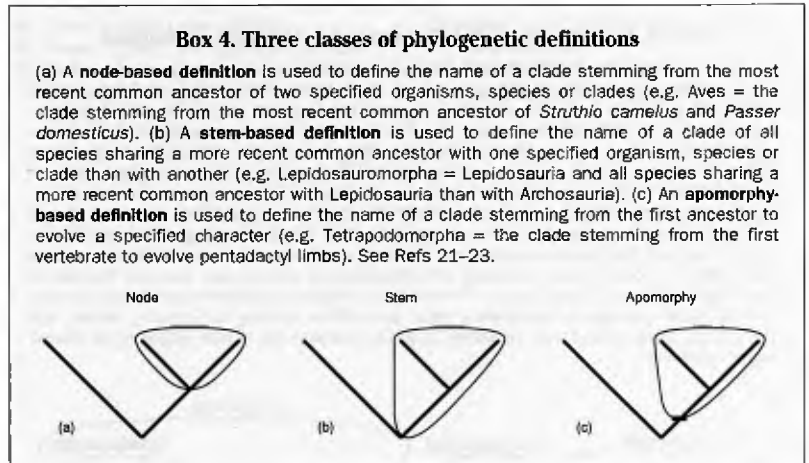 Box 4. Three classes of phylogenetic definitions
(a) A node-based definition is used to define the name of a clade stemming from the most
recent common ancestor of two specified organisms, species or clades (e.g. Aves = the
clade stemming from the most recent common ancestor of Struthio camelus and Passer
domesticus). (b) A stem-based definition is used to define the name of a clade of all
species sharing a more recent common ancestor with one specified organism, species or
clade than with another (e.g. Lepidosauromorpha = Lepidosauria and all species sharing a
more recent common ancestor with Lepidosauria than with Archosauria). (c) An apomorphy-
based definition is used to define the name of a clade stemming from the first ancestor to
evolve a specified character (e.g. Tetrapodomorpha = the clade stemming from the first
vertebrate to evolve pentadactyl limbs). See Refs 21–23.
Node Stem Apomorphy
(a) (b) (c)